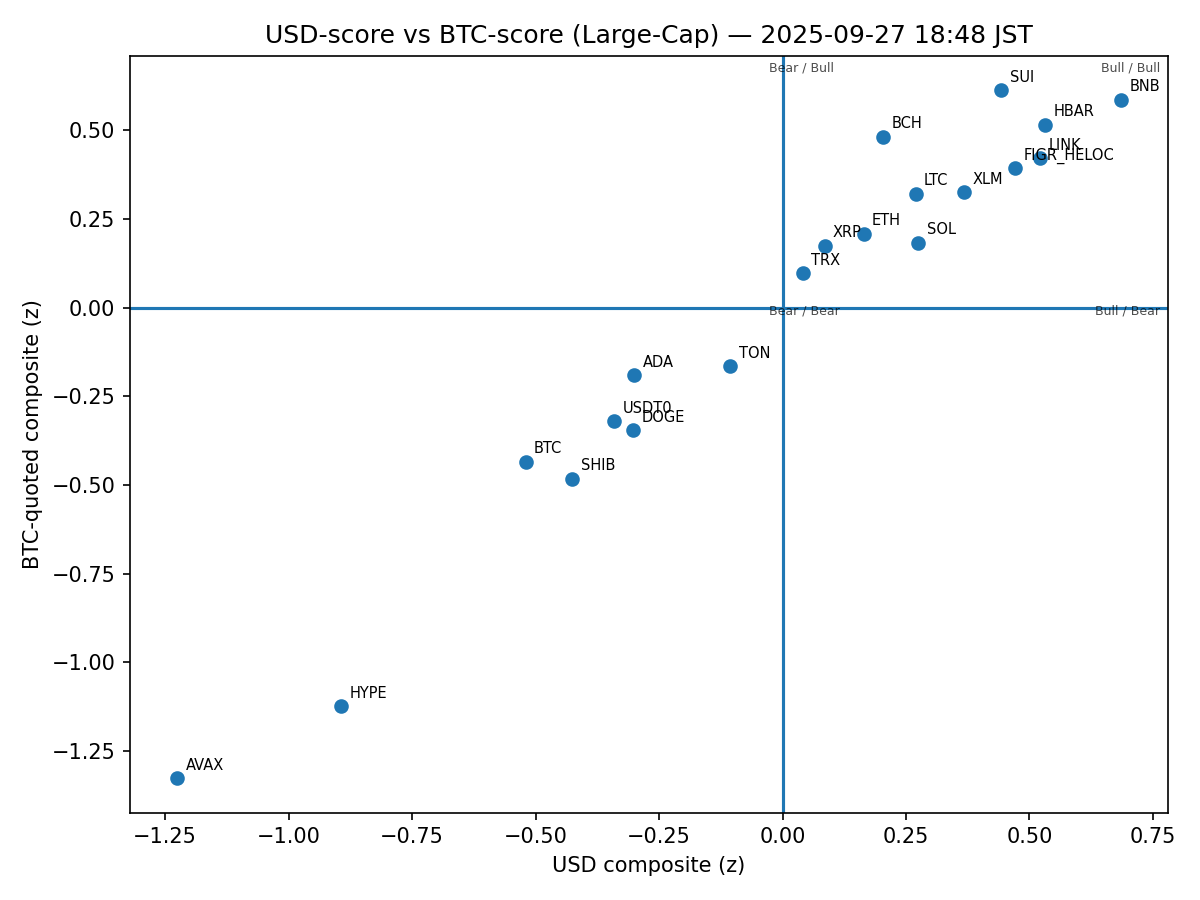 USD-score vs BTC-score (Large-Cap) — 2025-09-27 18:48 JST
Bear / Bull
Bull / Bull
SUI
BNB
HBAR
BCH
LINK
FIGR_HELOC
LTC
XLM
ETH
XRP
SOL
TRX
Bear / Bear
Bull / Bear
TON
ADA
USDT0
DOGE
BTC
SHIB
HYPE
AVAX
0.50
0.25
0.00
−0.25
−0.50
−0.75
−1.00
−1.25
BTC-quoted composite (z)
−1.25
−1.00
−0.75
−0.50
−0.25
0.00
0.25
0.50
0.75
USD composite (z)